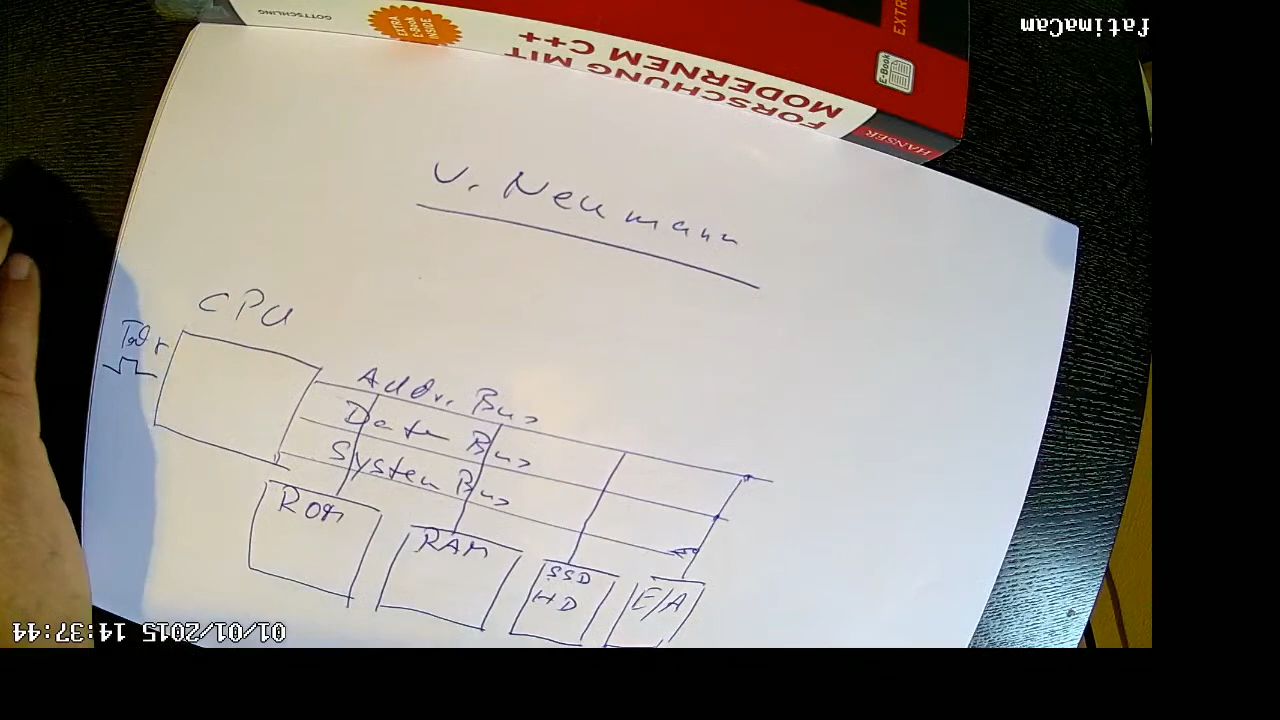 fatimaCam
GOTTSCHLING
EXTRA
E-Book
INSIDE
FORSCHUNG MIT
MODERNEM C++
EXTRA
E-Book
HANSER
v. Neumann
CPU
Takt
Addr. Bus
Daten Bus
System Bus
ROM
RAM
SSD
HD
E/A
01/01/2015 14:37:44